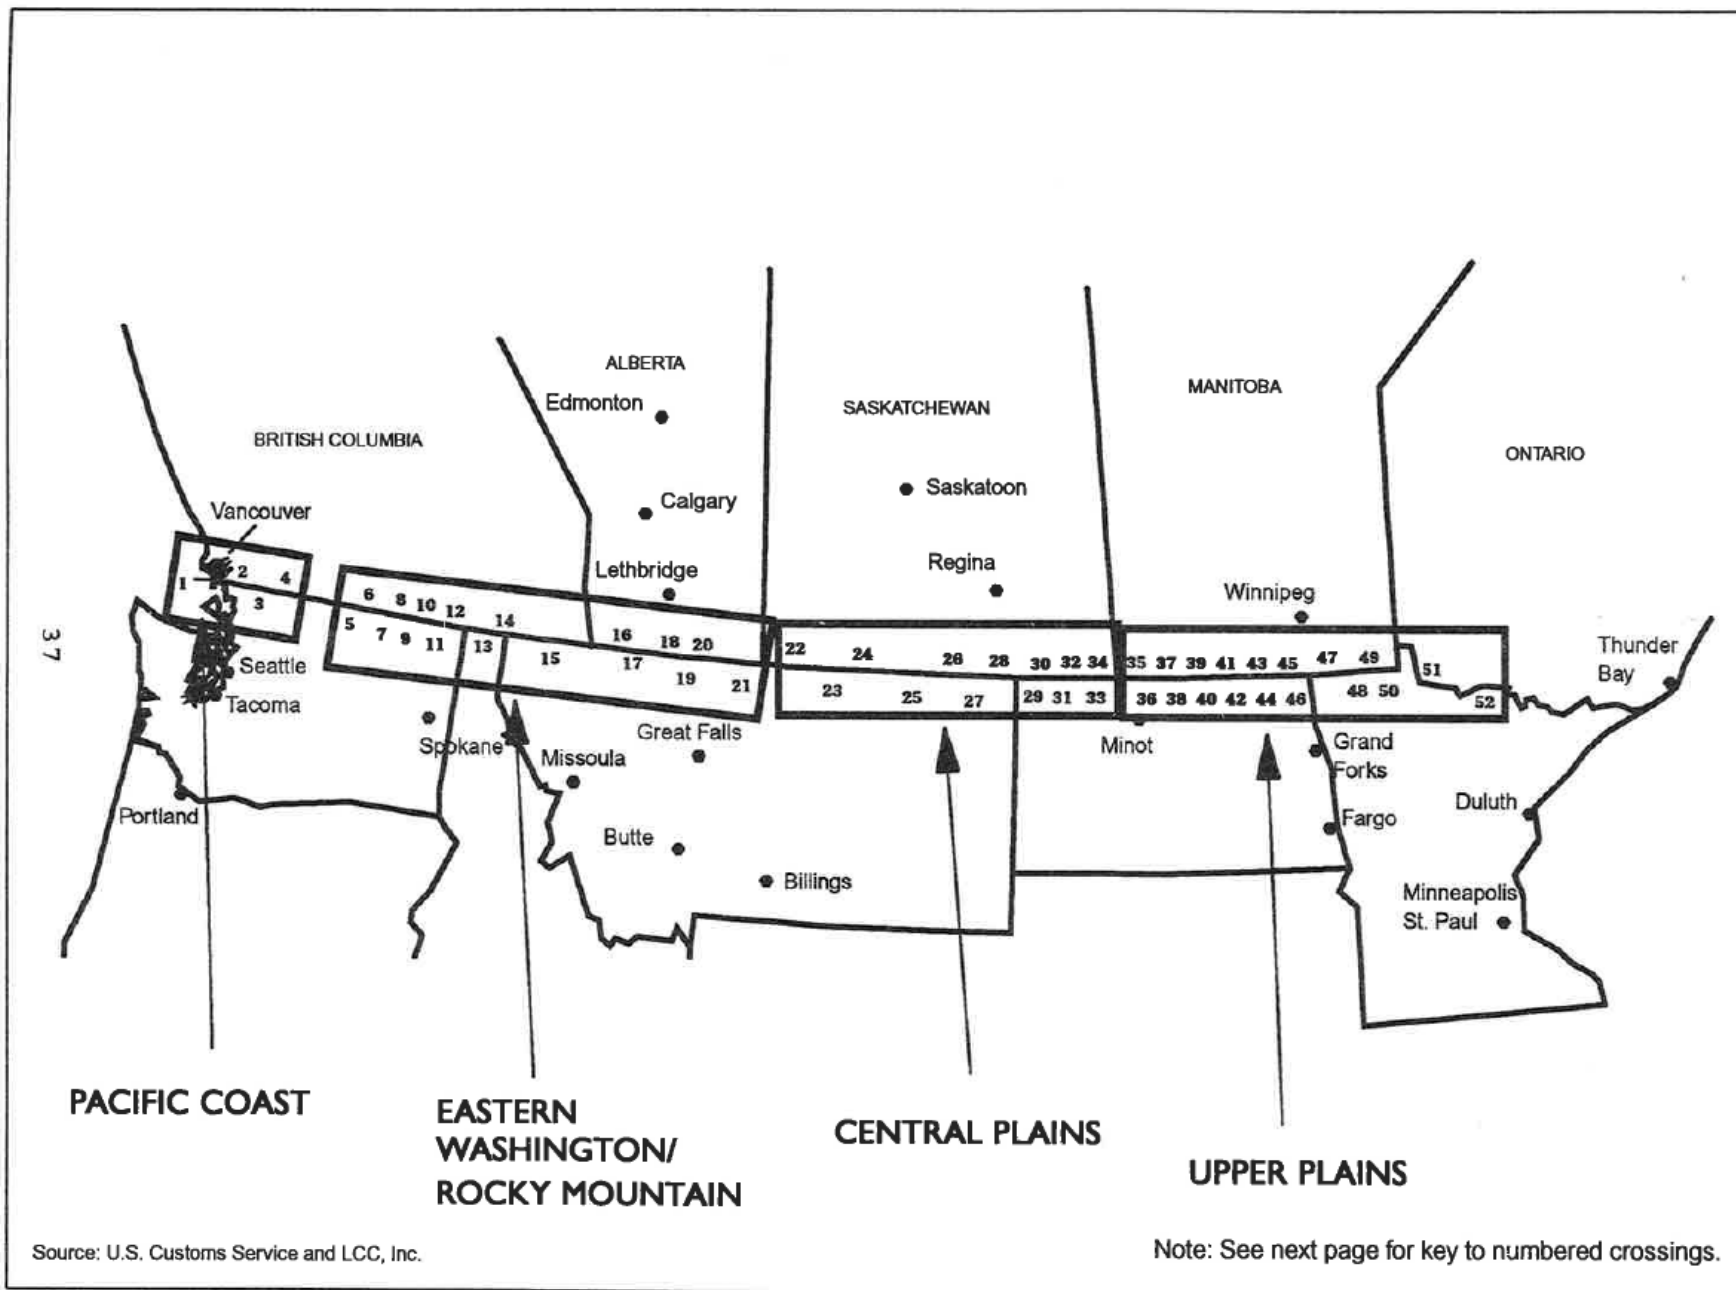 ALBERTA
Edmonton
MANITOBA
SASKATCHEWAN
BRITISH COLUMBIA
ONTARIO
Saskatoon
Calgary
Vancouver
Regina
Lethbridge
Winnipeg
1 2 4
3
6 8 10 12 14
5 7 9 11 13 15
16 18 20
17 19 21
22 24 26 28 30 32 34
23 25 27 29 31 33
35 37 39 41 43 45 47 49 51
36 38 40 42 44 46 48 50 52
37
Thunder
Bay
Seattle
Tacoma
Spokane
Missoula
Great Falls
Minot
Grand
Forks
Portland
Duluth
Fargo
Butte
Billings
Minneapolis
St. Paul
PACIFIC COAST
EASTERN
WASHINGTON/
ROCKY MOUNTAIN
CENTRAL PLAINS
UPPER PLAINS
Source: U.S. Customs Service and LCC, Inc.
Note: See next page for key to numbered crossings.